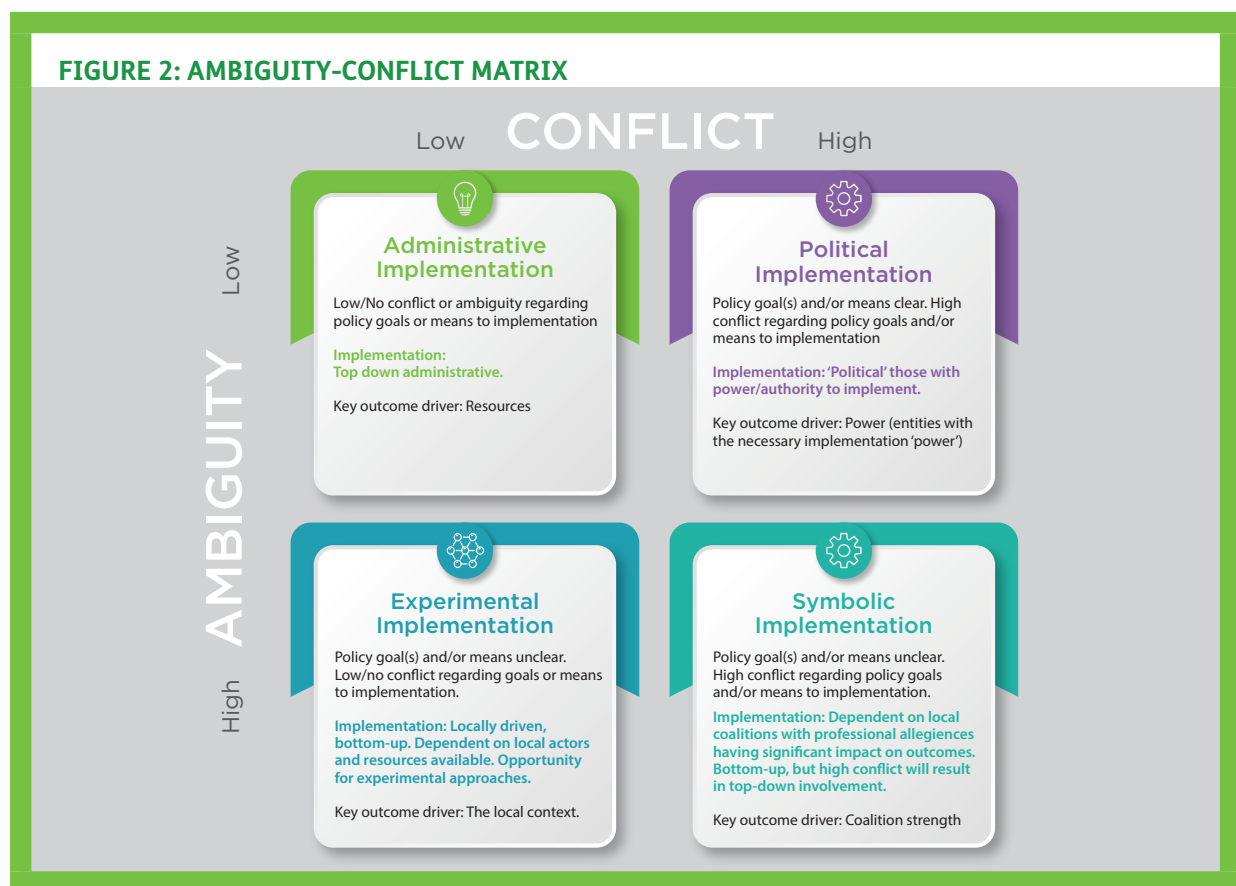 FIGURE 2: AMBIGUITY-CONFLICT MATRIX
Low CONFLICT High
AMBIGUITY
Low
High
Administrative
Implementation
Low/No conflict or ambiguity regarding
policy goals or means to implementation
Implementation:
Top down administrative.
Key outcome driver: Resources
Political
Implementation
Policy goal(s) and/or means clear. High
conflict regarding policy goals and/or
means to implementation
Implementation: ‘Political’ those with
power/authority to implement.
Key outcome driver: Power (entities with
the necessary implementation ‘power’)
Experimental
Implementation
Policy goal(s) and/or means unclear.
Low/no conflict regarding goals or means
to implementation.
Implementation: Locally driven,
bottom-up. Dependent on local actors
and resources available. Opportunity
for experimental approaches.
Key outcome driver: The local context.
Symbolic
Implementation
Policy goal(s) and/or means unclear.
High conflict regarding policy goals
and/or means to implementation.
Implementation: Dependent on local
coalitions with professional allegiences
having significant impact on outcomes.
Bottom-up, but high conflict will result
in top-down involvement.
Key outcome driver: Coalition strength